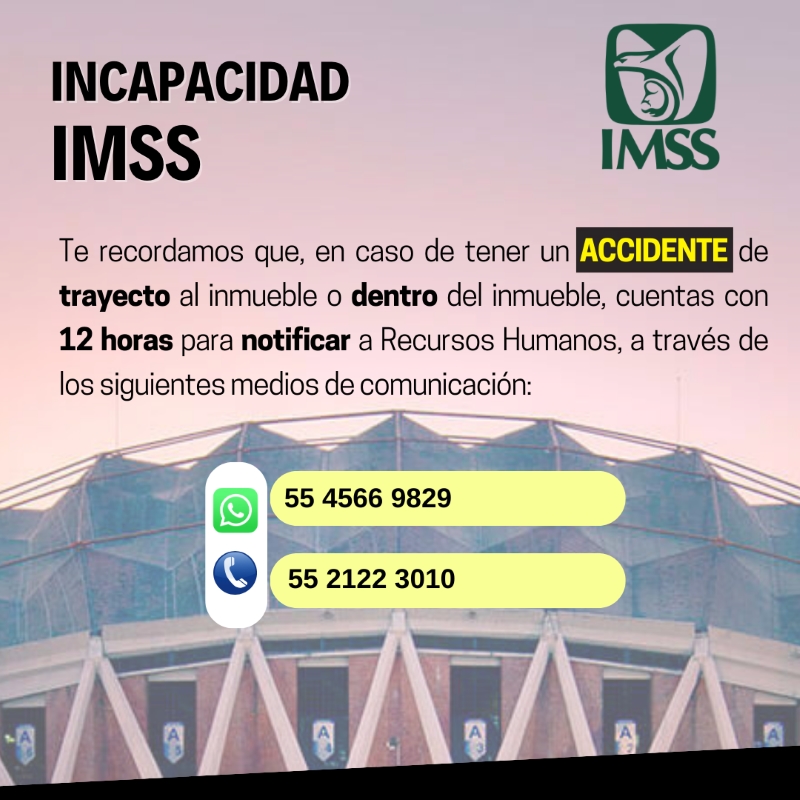 INCAPACIDAD
IMSS
IMSS
Te recordamos que, en caso de tener un ACCIDENTE de
trayecto al inmueble o dentro del inmueble, cuentas con
12 horas para notificar a Recursos Humanos, a través de
los siguientes medios de comunicación:
55 4566 9829
55 2122 3010
A
A
A
A
A
A